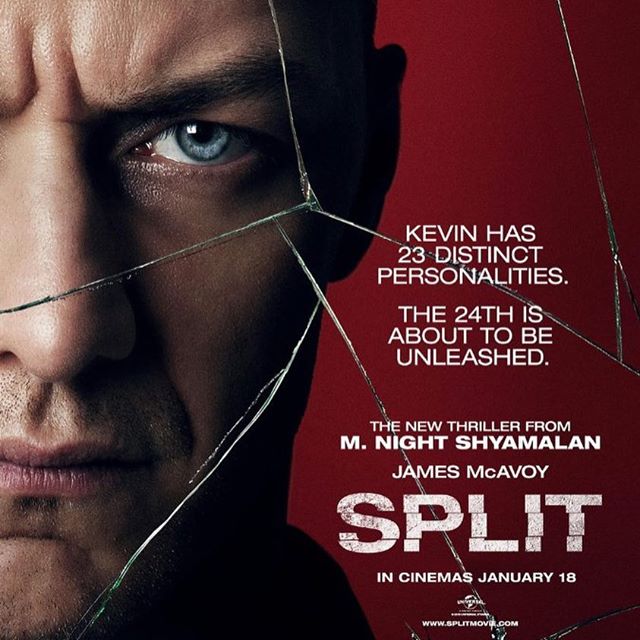 KEVIN HAS
23 DISTINCT
PERSONALITIES.
THE 24TH IS
ABOUT TO BE
UNLEASHED.
THE NEW THRILLER FROM
M. NIGHT SHYAMALAN
JAMES McAVOY
SPLIT
IN CINEMAS JANUARY 18
UNIVERSAL
WWW.SPLITMOVIE.COM